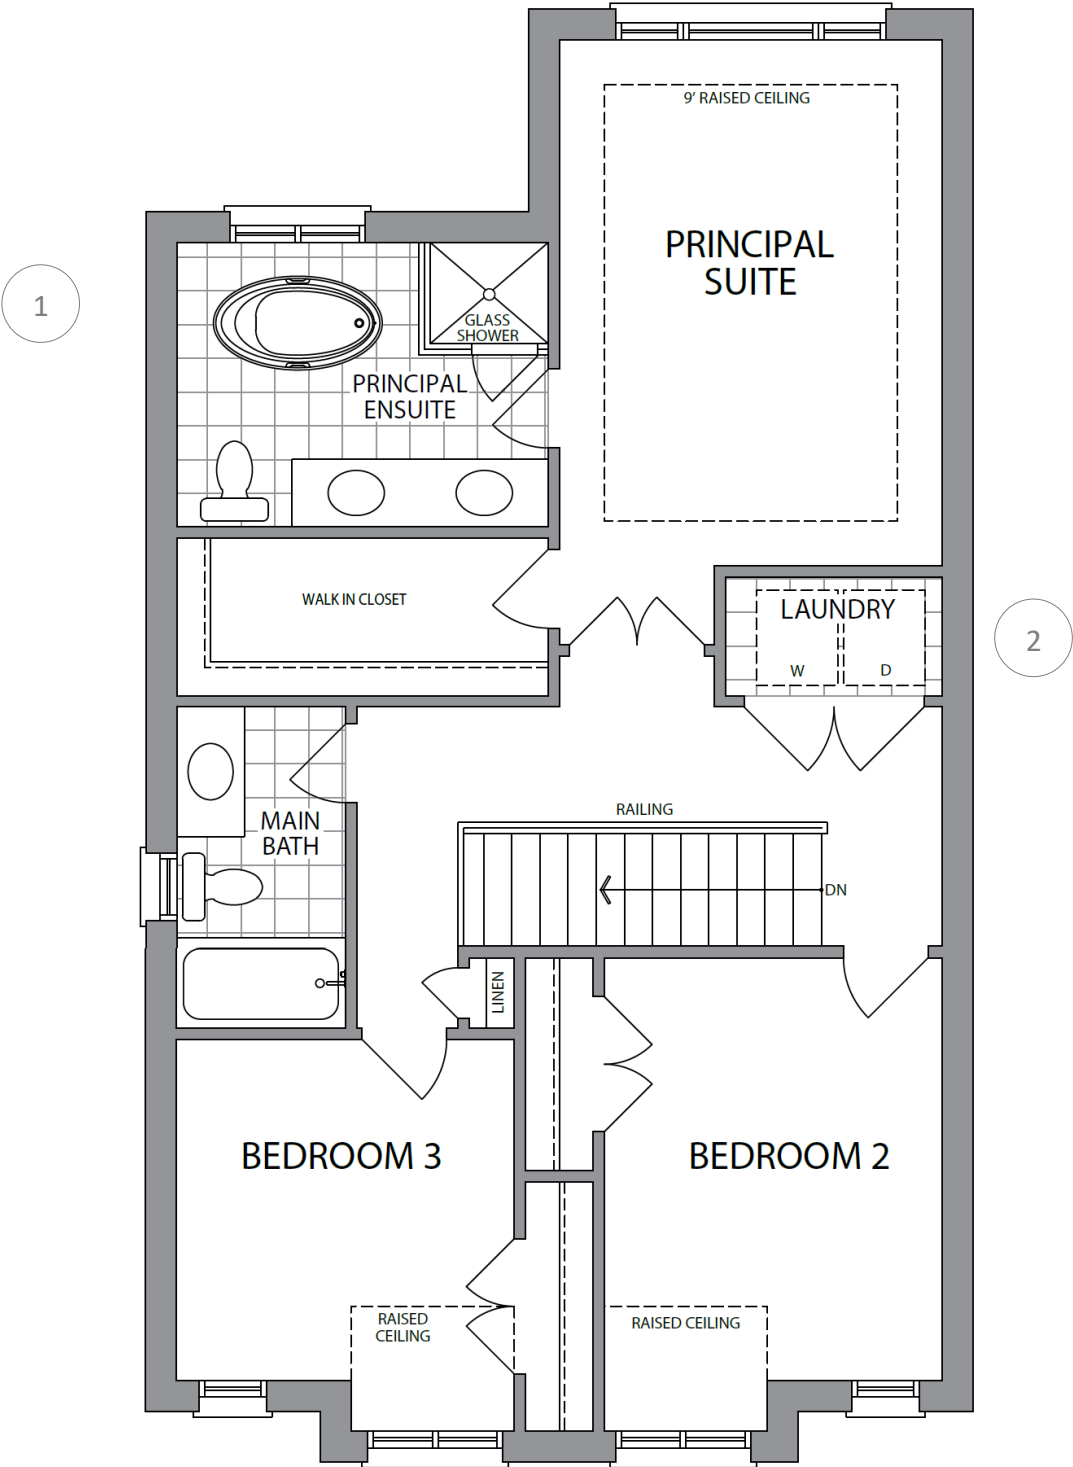 9' RAISED CEILING
PRINCIPAL
SUITE
1
GLASS
SHOWER
PRINCIPAL
ENSUITE
WALK IN CLOSET
LAUNDRY
W
D
2
RAILING
MAIN
BATH
DN
LINEN
BEDROOM 3
BEDROOM 2
RAISED
CEILING
RAISED CEILING